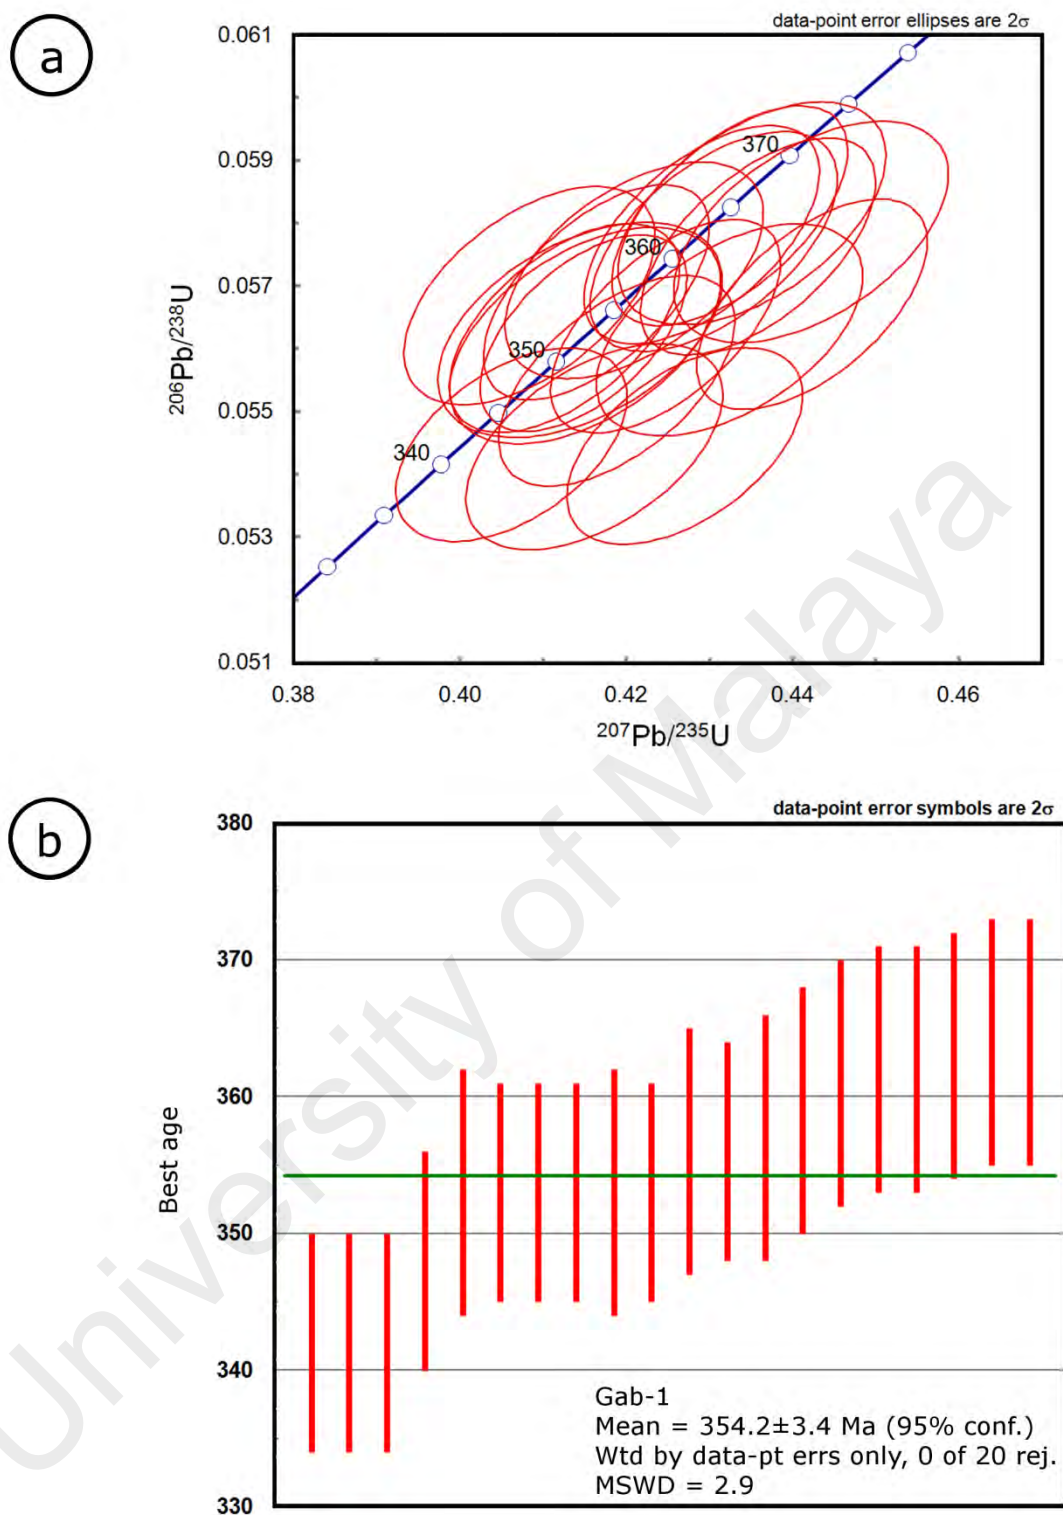 a
data-point error ellipses are 2σ
0.061
0.059
0.057
0.055
0.053
0.051
370
360
350
340
206Pb/238U
0.38
0.40
0.42
0.44
0.46
207Pb/235U
b
data-point error symbols are 2σ
380
370
360
350
340
330
Best age
Gab-1
Mean = 354.2±3.4 Ma (95% conf.)
Wtd by data-pt errs only, 0 of 20 rej.
MSWD = 2.9
University of Malaya